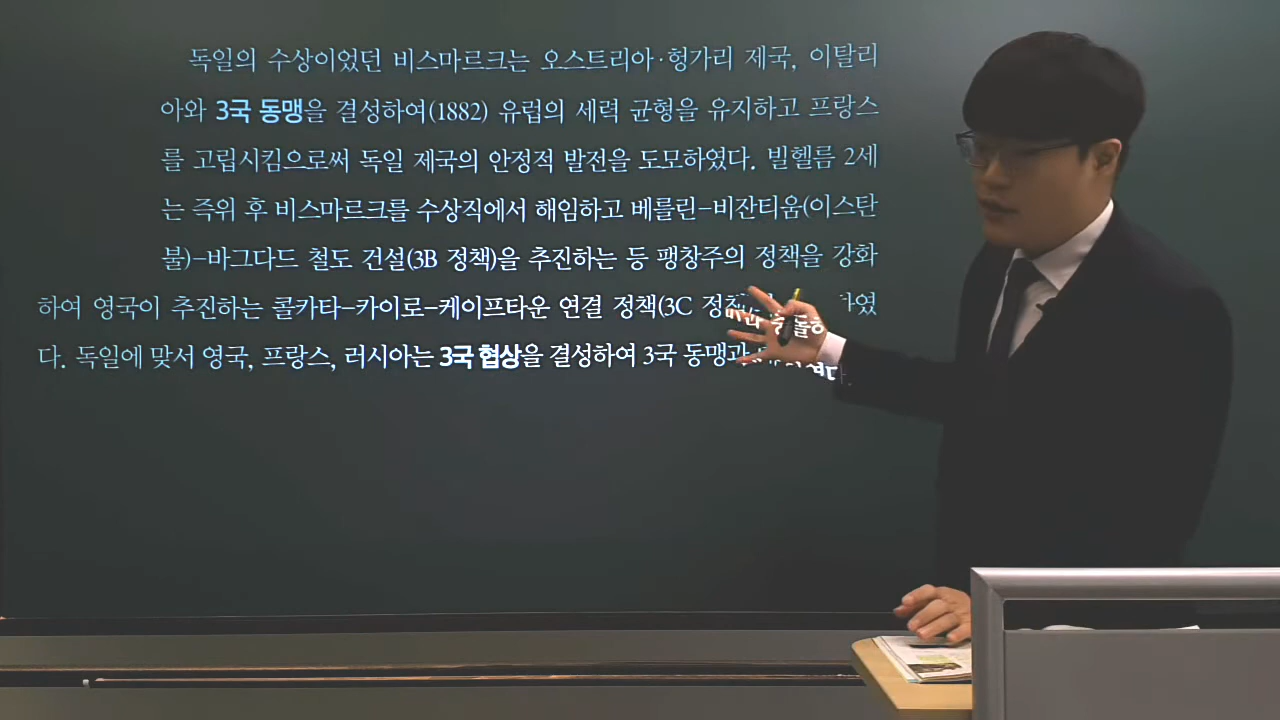 독일의 수상이었던 비스마르크는 오스트리아·헝가리 제국, 이탈리
아와 3국 동맹을 결성하여(1882) 유럽의 세력 균형을 유지하고 프랑스
를 고립시킴으로써 독일 제국의 안정적 발전을 도모하였다. 빌헬름 2세
는 즉위 후 비스마르크를 수상직에서 해임하고 베를린-비잔티움(이스탄
불)-바그다드 철도 건설(3B 정책)을 추진하는 등 팽창주의 정책을 강화
하여 영국이 추진하는 콜카타-카이로-케이프타운 연결 정책(3C
다. 독일에 맞서 영국, 프랑스, 러시아는 3국 협상을 결성하여 3국 동맹과